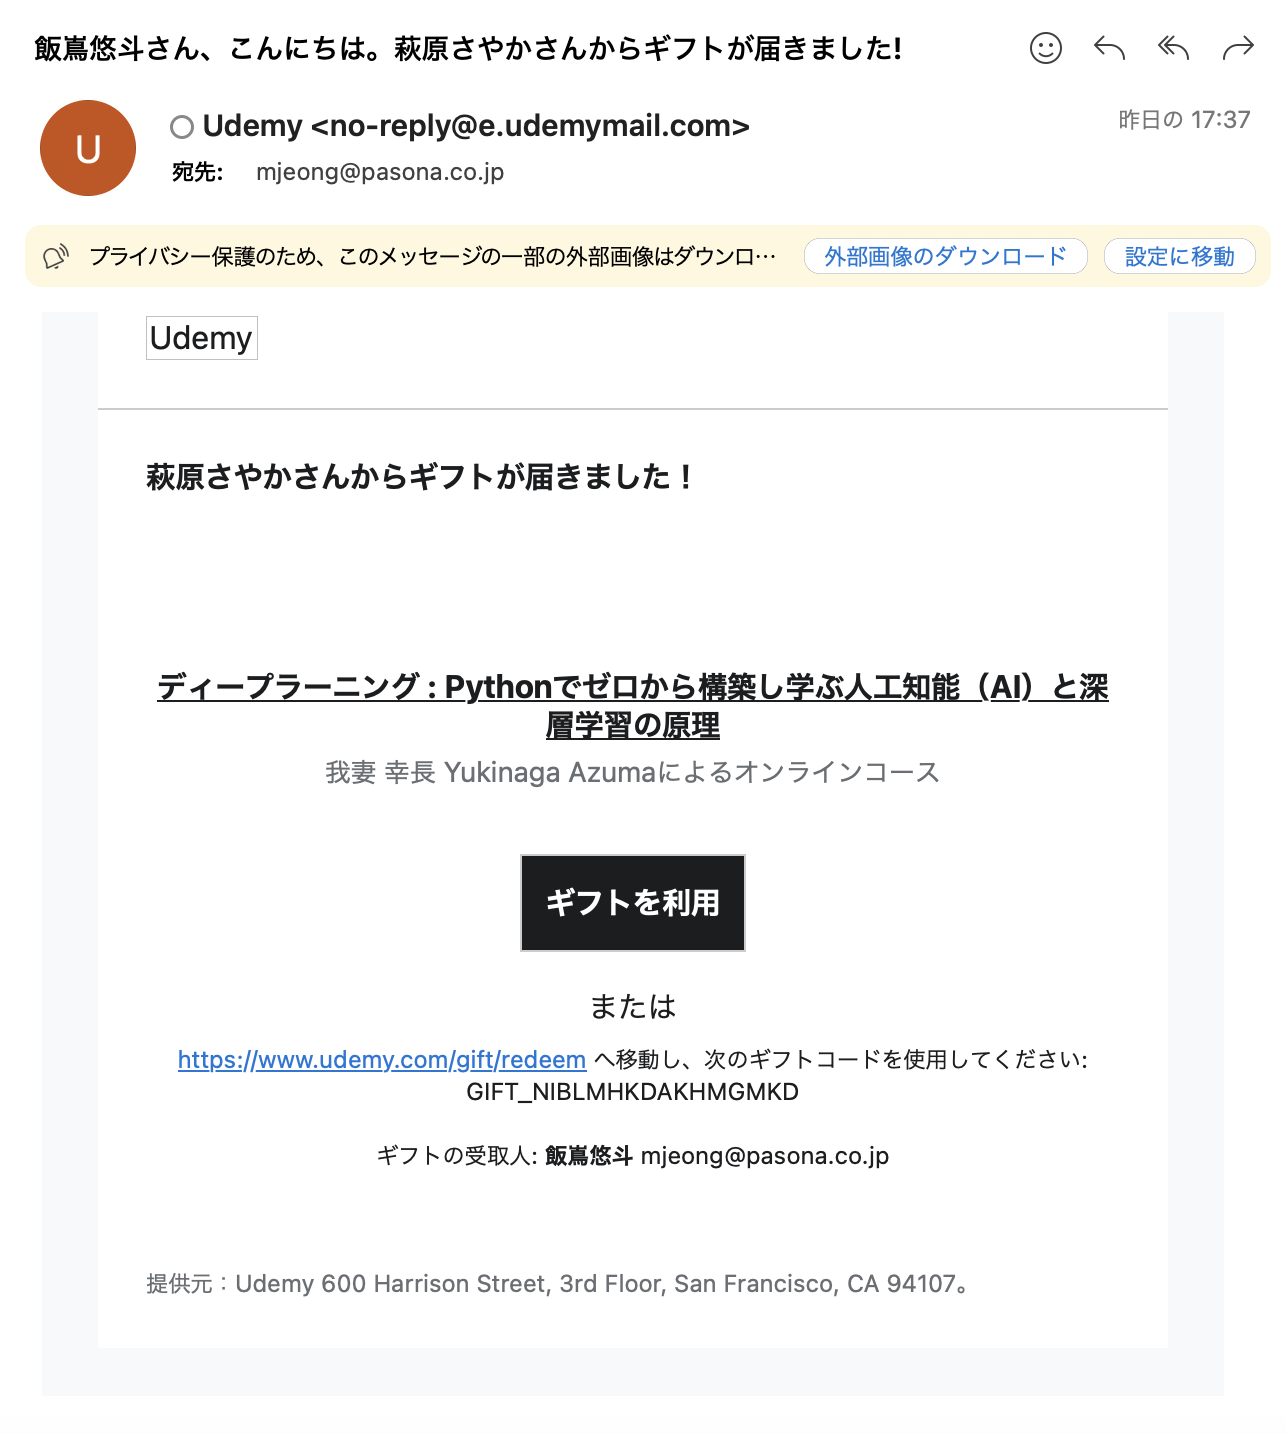 飯嶌悠斗さん、こんにちは。萩原さやかさんからギフトが届きました!
U
Udemy <no-reply@e.udemymail.com>
昨日の 17:37
宛先: mjeong@pasona.co.jp
プライバシー保護のため、このメッセージの一部の外部画像はダウンロ…
外部画像のダウンロード
設定に移動
Udemy
萩原さやかさんからギフトが届きました！
ディープラーニング : Pythonでゼロから構築し学ぶ人工知能（AI）と深
層学習の原理
我妻 幸長 Yukinaga Azumaによるオンラインコース
ギフトを利用
または
https://www.udemy.com/gift/redeem へ移動し、次のギフトコードを使用してください:
GIFT_NIBLMHKDAKHMGMKD
ギフトの受取人: 飯嶌悠斗 mjeong@pasona.co.jp
提供元：Udemy 600 Harrison Street, 3rd Floor, San Francisco, CA 94107。